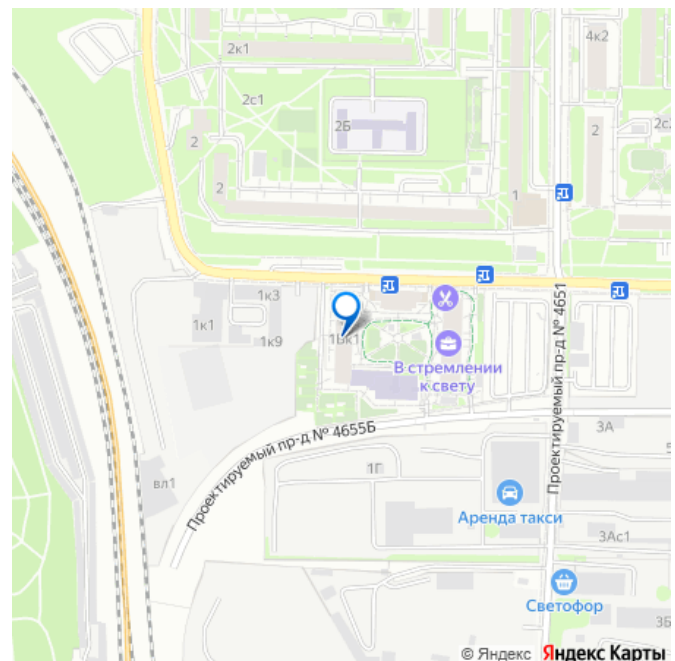 2к1
4к2
2с1
2Б
2
2
2с
2
1
1к3
1к1
1к9
1Вк1
В стремлении
к свету
Проектируемый пр-д № 4651
Проектируемый пр-д № 4655Б
3А
вл1
1Г
Аренда такси
3Ас1
Светофор
3Б
© Яндекс Яндекс Карты